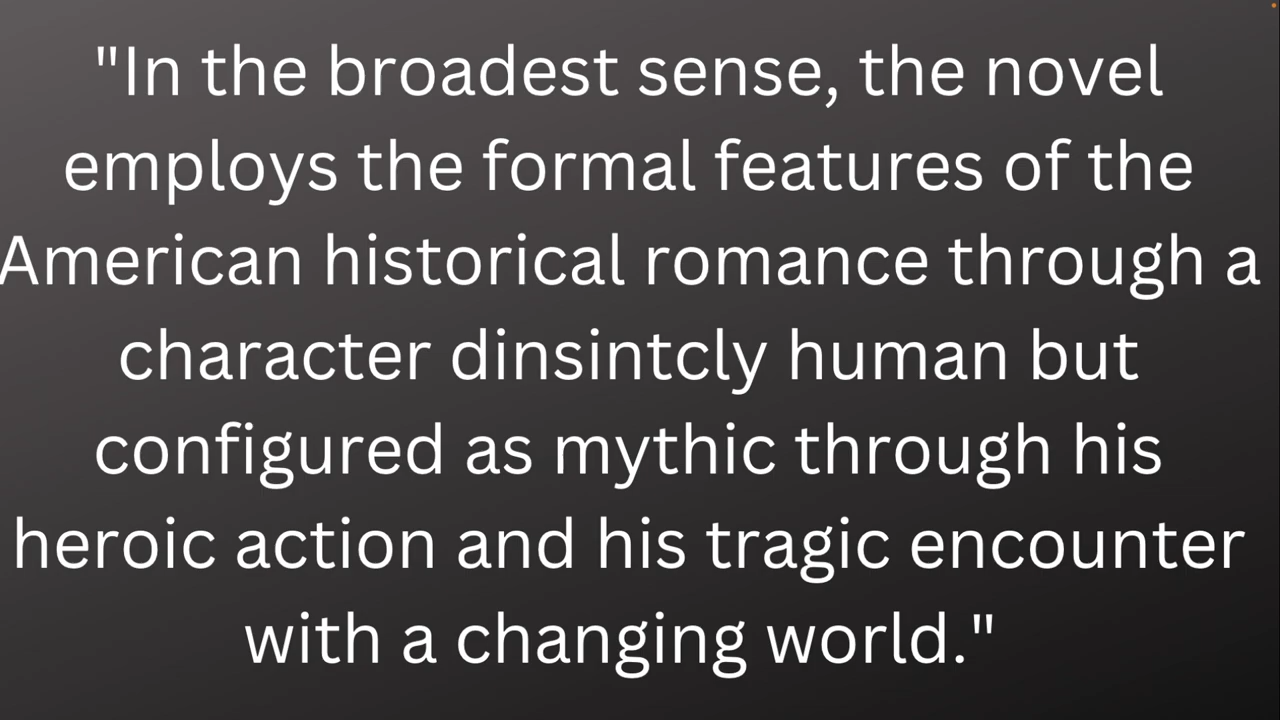 "In the broadest sense, the novel
employs the formal features of the
American historical romance through a
character dinsintcly human but
configured as mythic through his
heroic action and his tragic encounter
with a changing world."